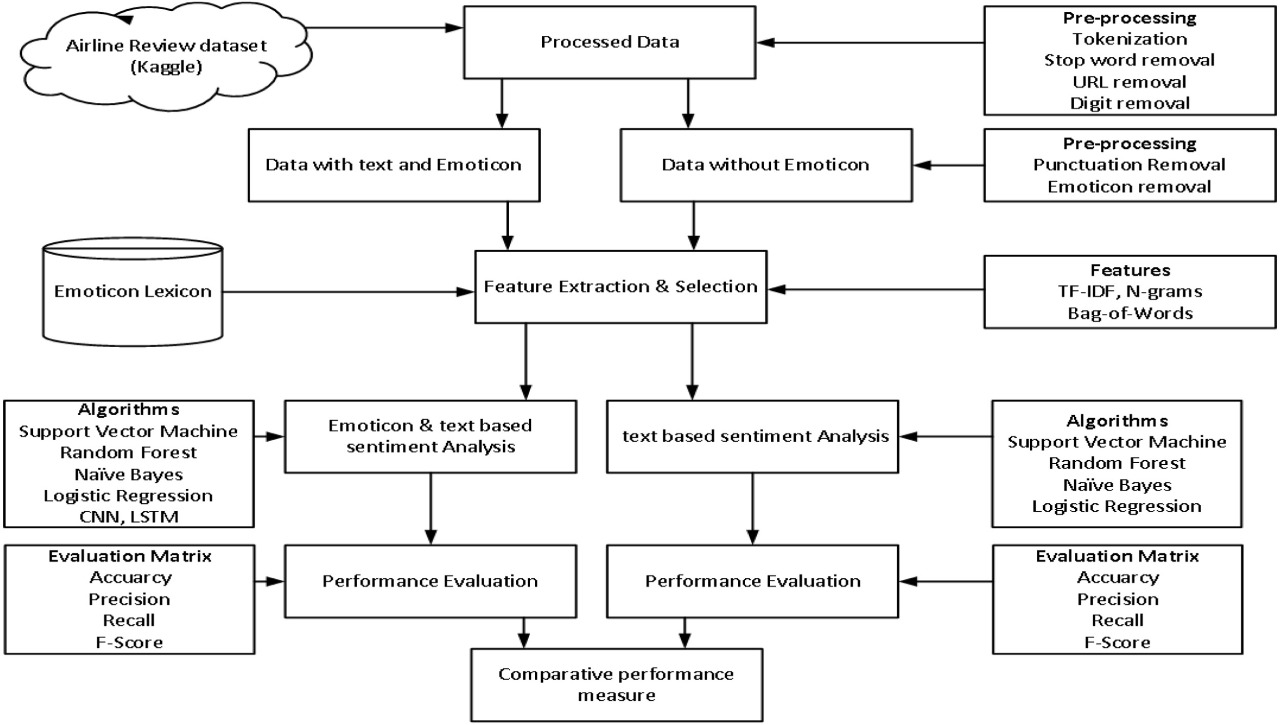 Airline Review dataset
(Kaggle)
Processed Data
Pre-processing
Tokenization
Stop word removal
URL removal
Digit removal
Data with text and Emoticon
Data without Emoticon
Pre-processing
Punctuation Removal
Emoticon removal
Emoticon Lexicon
Feature Extraction & Selection
Features
TF-IDF, N-grams
Bag-of-Words
Algorithms
Support Vector Machine
Random Forest
Naïve Bayes
Logistic Regression
CNN, LSTM
Emoticon & text based
sentiment Analysis
text based sentiment Analysis
Algorithms
Support Vector Machine
Random Forest
Naïve Bayes
Logistic Regression
Evaluation Matrix
Accuarcy
Precision
Recall
F-Score
Performance Evaluation
Performance Evaluation
Evaluation Matrix
Accuarcy
Precision
Recall
F-Score
Comparative performance
measure